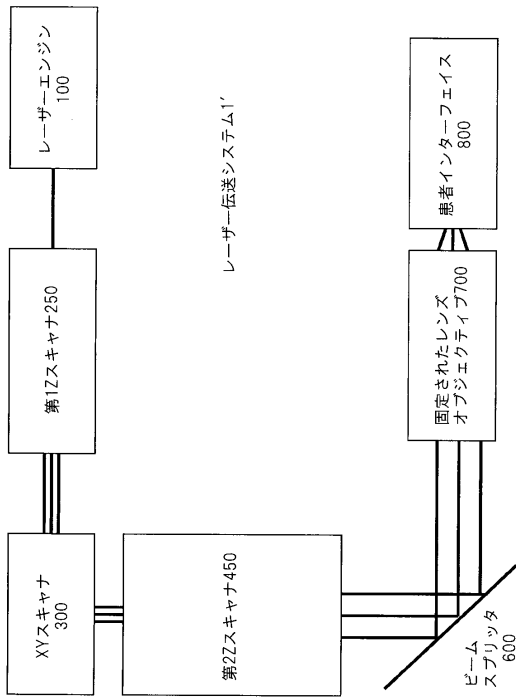 レーザーエンジン
100
第1Zスキャナ250
XYスキャナ
300
第2Zスキャナ450
ビーム
スプリッタ
600
固定されたレンズ
オブジェクティブ700
患者インターフェイス
800
レーザー伝送システム1’